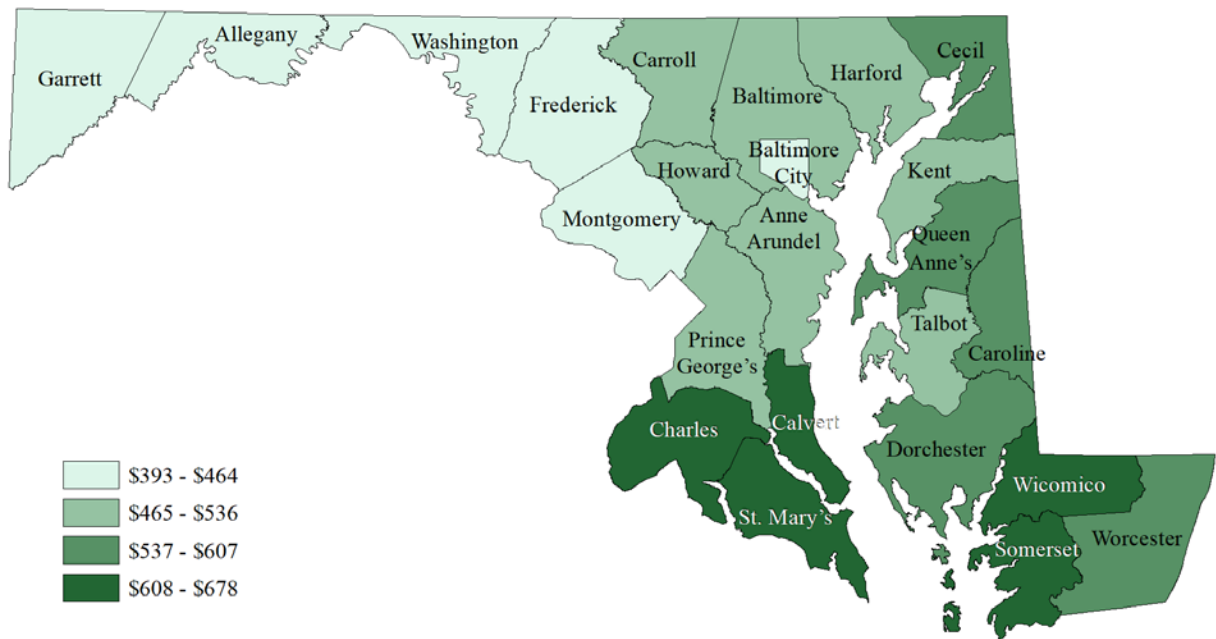 Garrett
Allegany
Washington
Frederick
Carroll
Baltimore
Harford
Cecil
Baltimore
City
Howard
Montgomery
Kent
Anne
Arundel
Queen
Anne's
Talbot
Caroline
Prince
George's
Charles
Calvert
Dorchester
St. Mary's
Wicomico
Somerset
Worcester
$393 - $464
$465 - $536
$537 - $607
$608 - $678